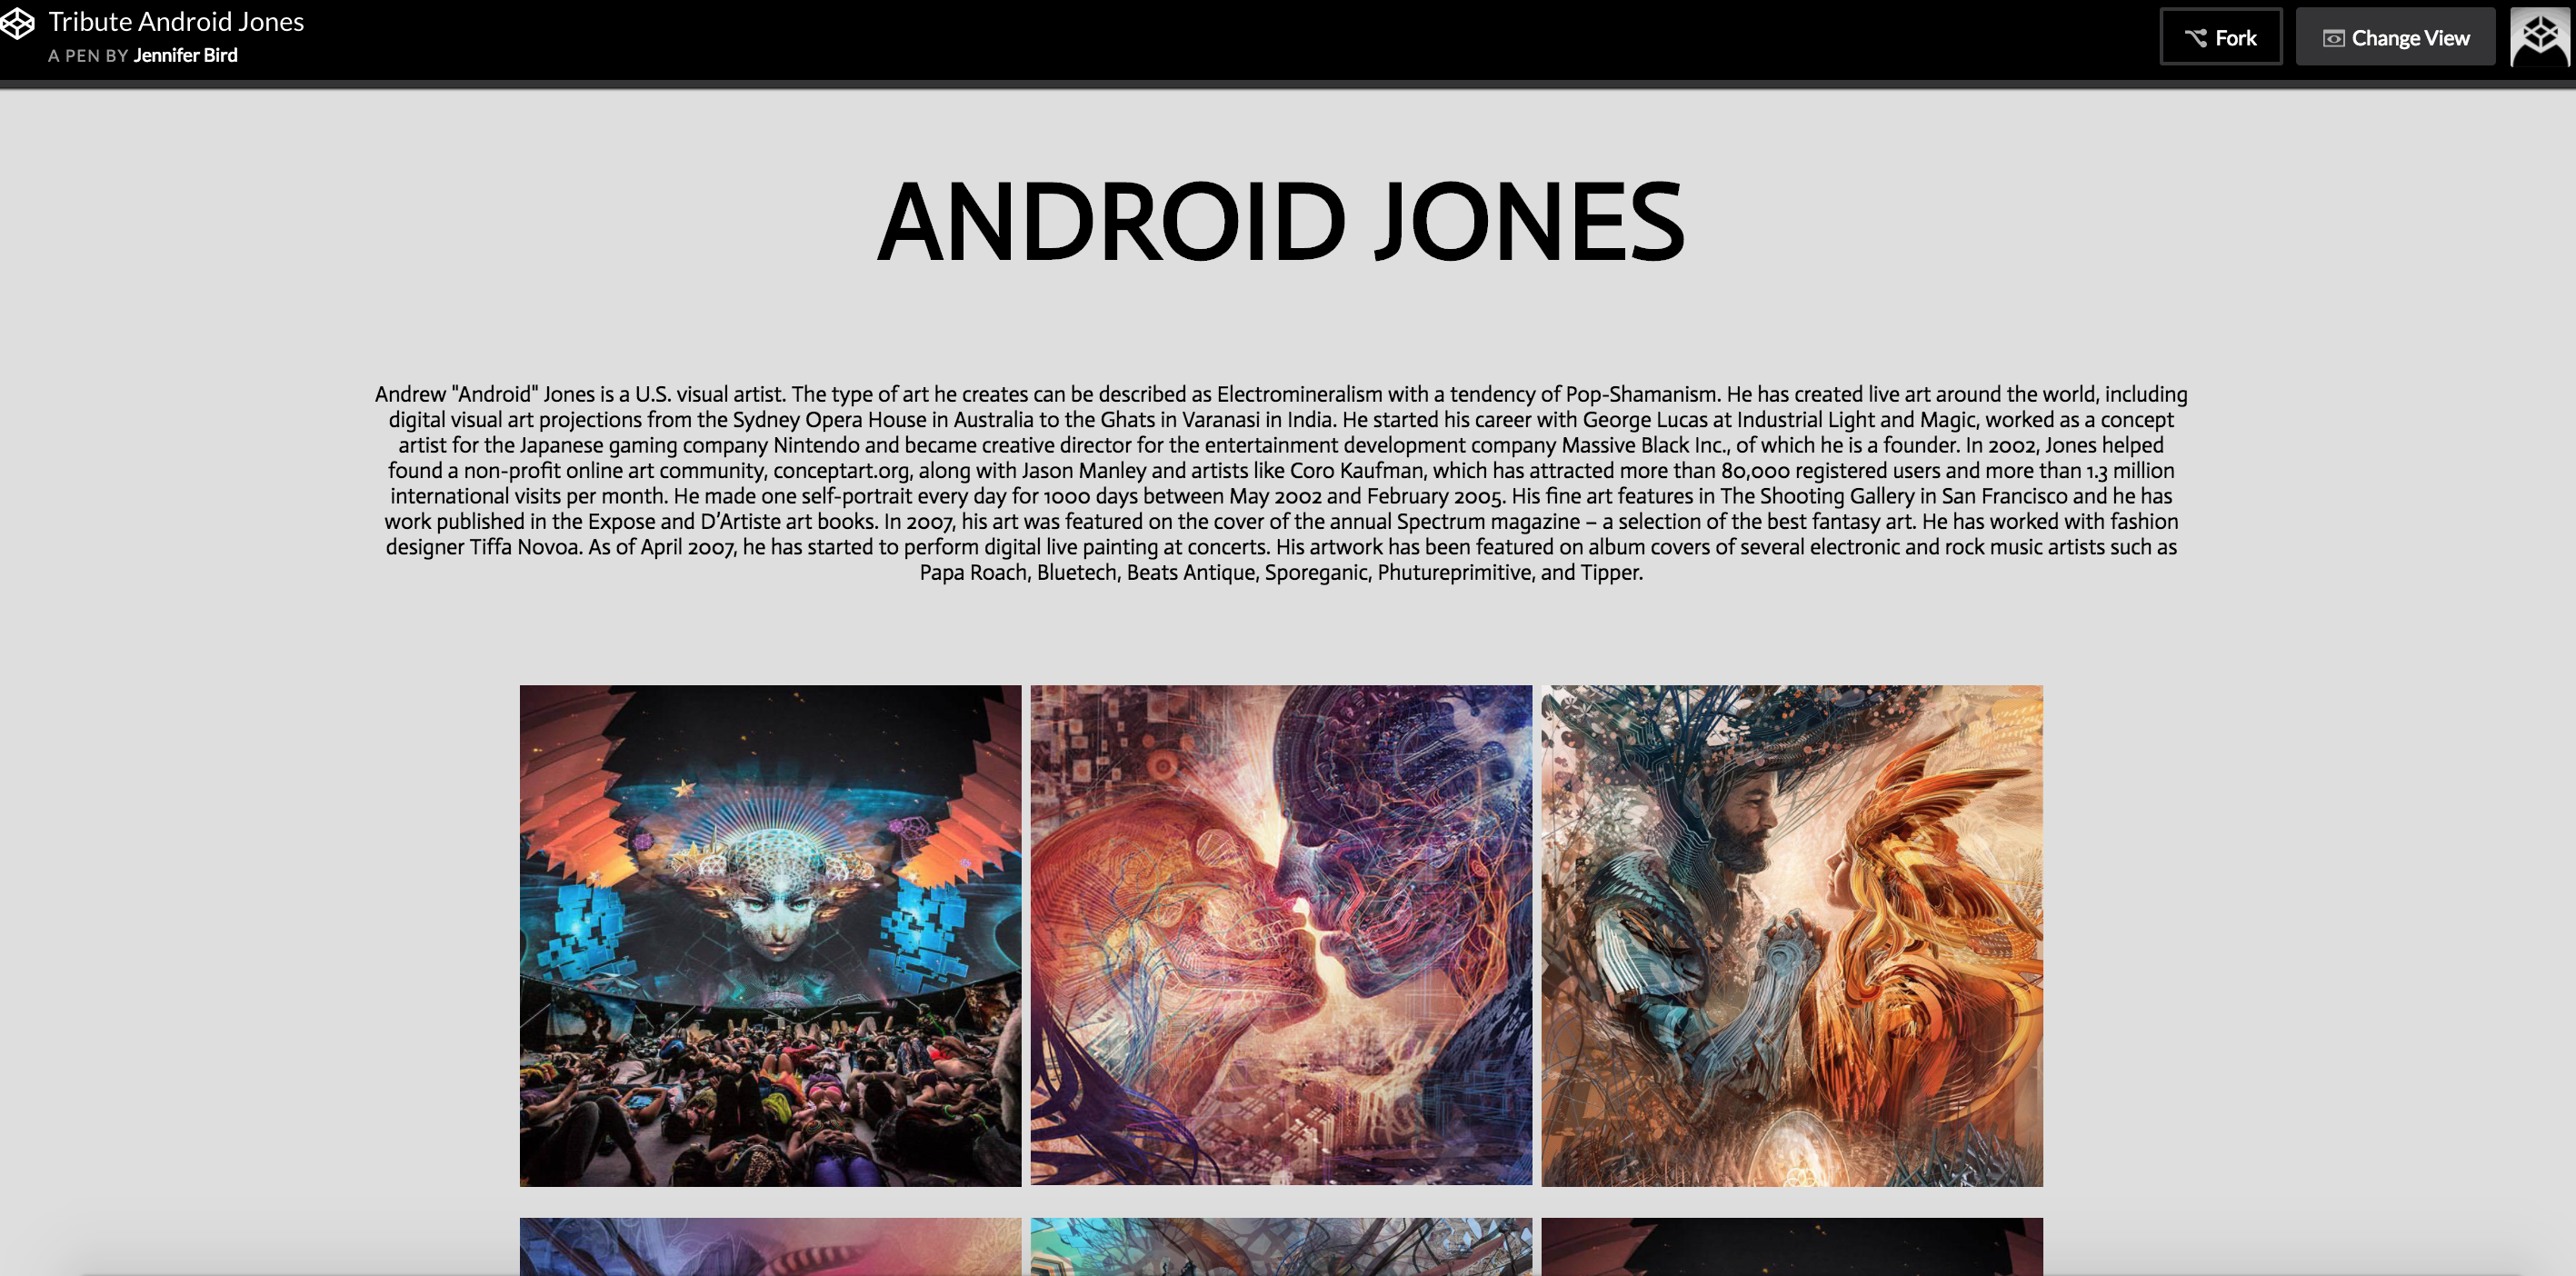 Tribute Android Jones
A PEN BY Jennifer Bird
Fork
Change View
ANDROID JONES
Andrew "Android" Jones is a U.S. visual artist. The type of art he creates can be described as Electromineralism with a tendency of Pop-Shamanism. He has created live art around the world, including
digital visual art projections from the Sydney Opera House in Australia to the Ghats in Varanasi in India. He started his career with George Lucas at Industrial Light and Magic, worked as a concept
artist for the Japanese gaming company Nintendo and became creative director for the entertainment development company Massive Black Inc., of which he is a founder. In 2002, Jones helped
found a non-profit online art community, conceptart.org, along with Jason Manley and artists like Coro Kaufman, which has attracted more than 80,000 registered users and more than 1.3 million
international visits per month. He made one self-portrait every day for 1000 days between May 2002 and February 2005. His fine art features in The Shooting Gallery in San Francisco and he has
work published in the Expose and D’Artiste art books. In 2007, his art was featured on the cover of the annual Spectrum magazine – a selection of the best fantasy art. He has worked with fashion
designer Tiffa Novoa. As of April 2007, he has started to perform digital live painting at concerts. His artwork has been featured on album covers of several electronic and rock music artists such as
Papa Roach, Bluetech, Beats Antique, Sporeganic, Phutureprimitive, and Tipper.